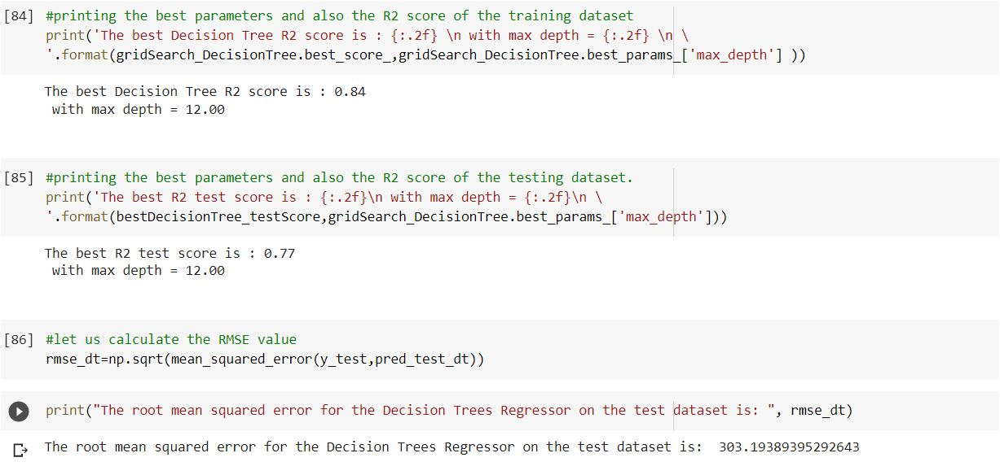 [84] #printing the best parameters and also the R2 score of the training dataset
print('The best Decision Tree R2 score is : {:.2f} \n with max depth = {:.2f} \n \
'.format(gridSearch_DecisionTree.best_score_,gridSearch_DecisionTree.best_params_['max_depth'] ))
The best Decision Tree R2 score is : 0.84
with max depth = 12.00
[85] #printing the best parameters and also the R2 score of the testing dataset.
print('The best R2 test score is : {:.2f}\n with max depth = {:.2f}\n \
'.format(bestDecisionTree_testScore,gridSearch_DecisionTree.best_params_['max_depth']))
The best R2 test score is : 0.77
with max depth = 12.00
[86] #let us calculate the RMSE value
rmse_dt=np.sqrt(mean_squared_error(y_test,pred_test_dt))
print("The root mean squared error for the Decision Trees Regressor on the test dataset is: ", rmse_dt)
The root mean squared error for the Decision Trees Regressor on the test dataset is:  303.19389395292643